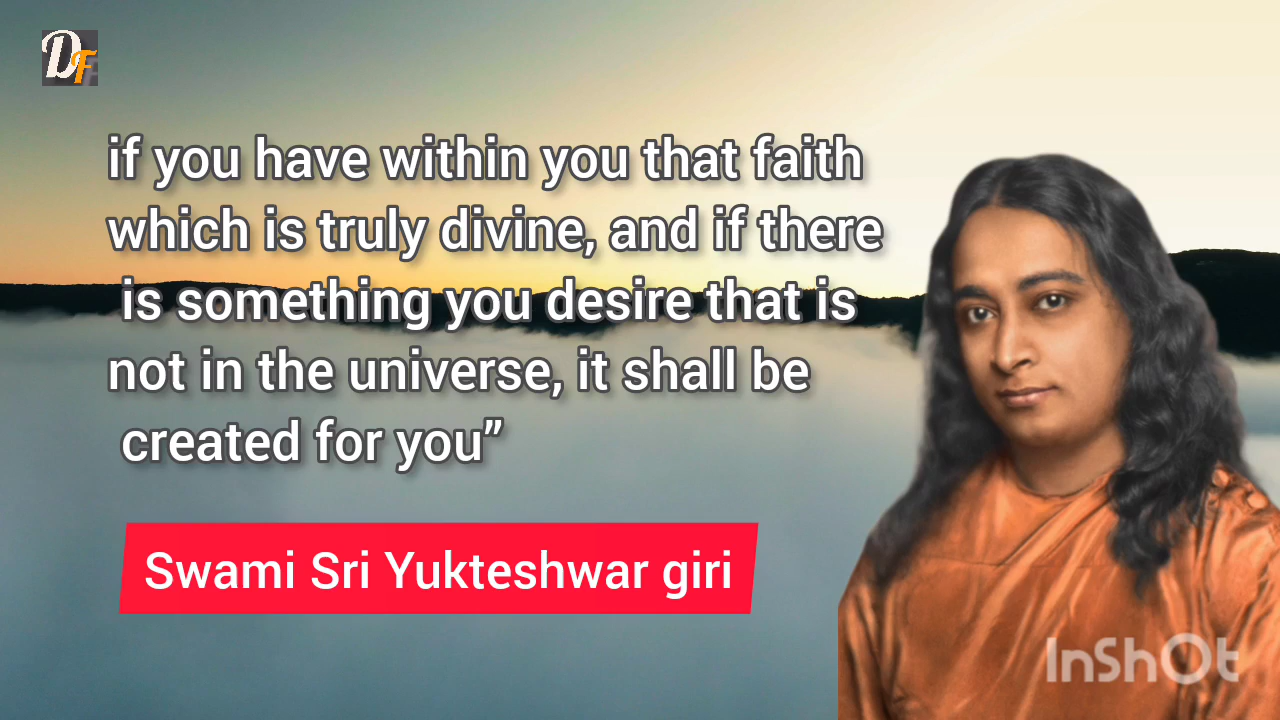 DF
if you have within you that faith
which is truly divine, and if there
is something you desire that is
not in the universe, it shall be
created for you”
Swami Sri Yukteshwar giri
InShOt